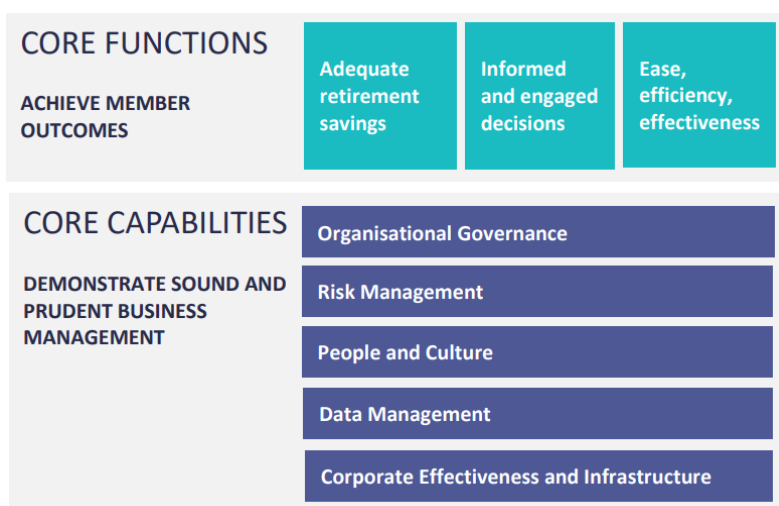 CORE FUNCTIONS
ACHIEVE MEMBER
OUTCOMES
Adequate
retirement
savings
Informed
and engaged
decisions
Ease,
efficiency,
effectiveness
CORE CAPABILITIES
DEMONSTRATE SOUND AND
PRUDENT BUSINESS
MANAGEMENT
Organisational Governance
Risk Management
People and Culture
Data Management
Corporate Effectiveness and Infrastructure